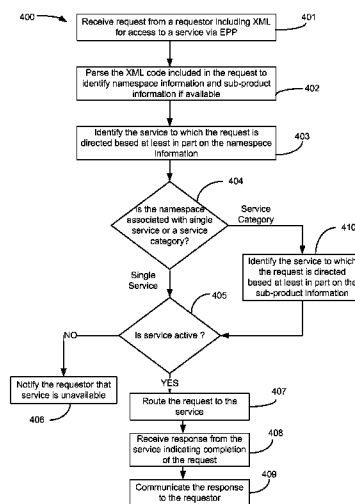 400
Receive request from a requestor including XML
for access to a service via EPP
401
Parse the XML code included in the request to
identify namespace information and sub-product
information if available
402
Identify the service to which the request is
directed based at least in part on the namespace
information
403
404
Is the namespace
associated with single
service or a service
category?
Service
Category
410
Identify the service to which
the request is directed
based at least in part on the
sub-product information
Single
Service
405
Is service active ?
NO
Notify the requestor that
service is unavailable
406
YES
Route the request to the
service
407
Receive response from the
service indicating completion
of the request
408
Communicate the response
to the requestor
409